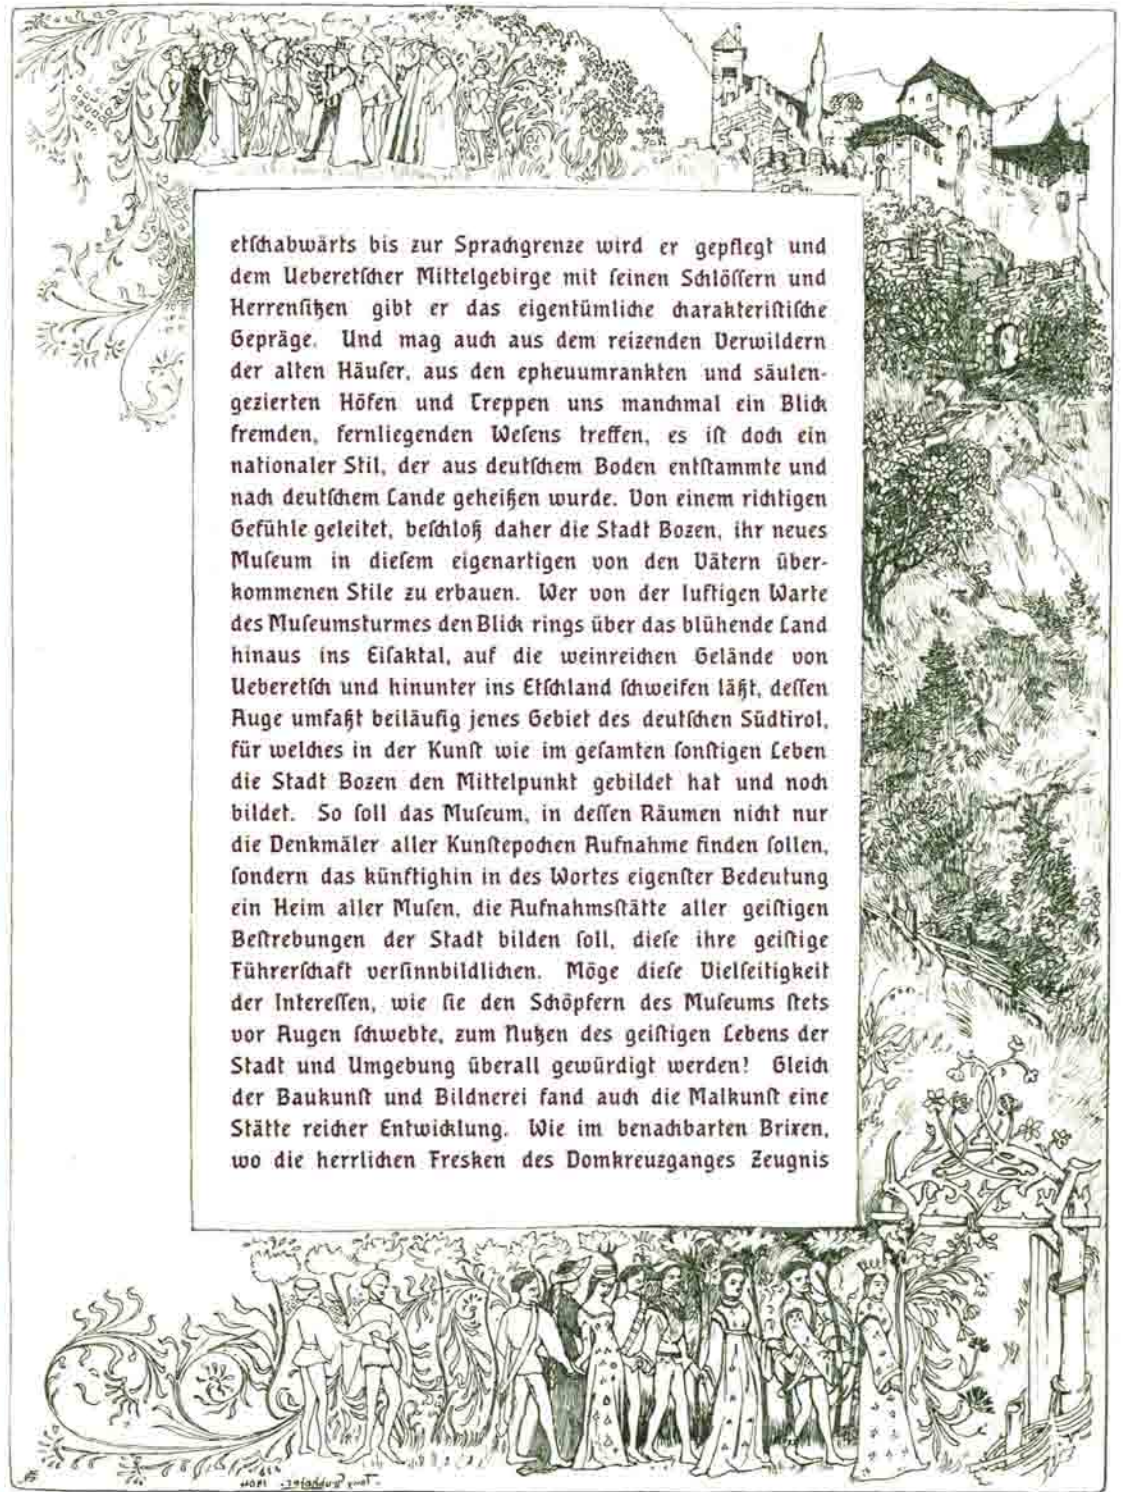 etſchabwärts bis zur Sprachgrenze wird er gepflegt und
dem Ueberetſcher Mittelgebirge mit ſeinen Schlöſſern und
Herrenſitzen gibt er das eigentümliche charakteriſtiſche
Gepräge. Und mag auch aus dem reizenden Verwildern
der alten Häuſer, aus den epheuumrankten und säulen-
gezierten Höfen und Treppen uns manchmal ein Blick
fremden, fernliegenden Weſens treffen, es iſt doch ein
nationaler Stil, der aus deutſchem Boden entſtammte und
nach deutſchem Lande geheißen wurde. Von einem richtigen
Gefühle geleitet, beſchloß daher die Stadt Bozen, ihr neues
Muſeum in dieſem eigenartigen von den Vätern über-
kommenen Stile zu erbauen. Wer von der luftigen Warte
des Muſeumsturmes den Blick rings über das blühende Land
hinaus ins Eiſaktal, auf die weinreichen Gelände von
Ueberetſch und hinunter ins Etſchland ſchweifen läßt, deſſen
Auge umfaßt beiläufig jenes Gebiet des deutſchen Südtirol,
für welches in der Kunſt wie im geſamten ſonſtigen Leben
die Stadt Bozen den Mittelpunkt gebildet hat und noch
bildet. So ſoll das Muſeum, in deſſen Räumen nicht nur
die Denkmäler aller Kunſtepochen Aufnahme finden ſollen,
ſondern das künftighin in des Wortes eigenſter Bedeutung
ein Heim aller Muſen, die Aufnahmsſtätte aller geiſtigen
Beſtrebungen der Stadt bilden ſoll, dieſe ihre geiſtige
Führerſchaft verſinnbildlichen. Möge dieſe Vielſeitigkeit
der Intereſſen, wie ſie den Schöpfern des Muſeums ſtets
vor Augen ſchwebte, zum Nutzen des geiſtigen Lebens der
Stadt und Umgebung überall gewürdigt werden! Gleich
der Baukunſt und Bildnerei fand auch die Malkunſt eine
Stätte reicher Entwicklung. Wie im benachbarten Brixen,
wo die herrlichen Fresken des Domkreuzganges Zeugnis